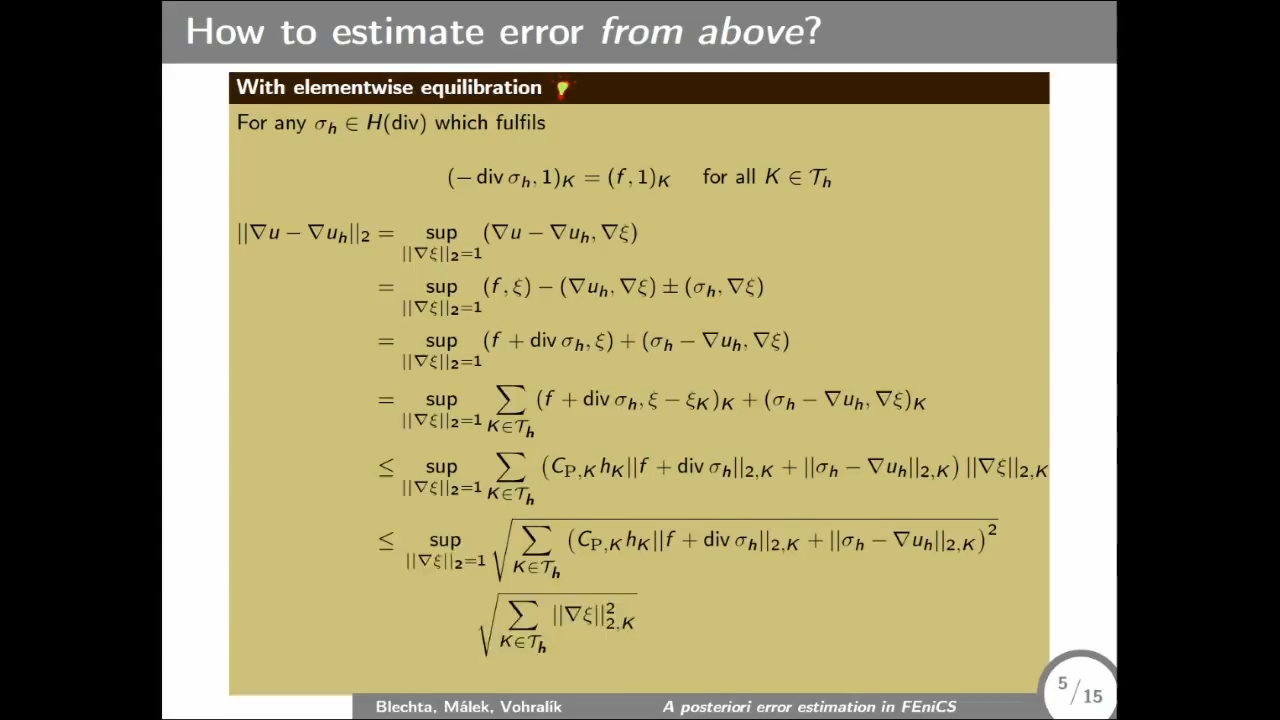 How to estimate error from above?
With elementwise equilibration
For any σ_h ∈ H(div) which fulfils
(− div σ_h, 1)_K = (f, 1)_K for all K ∈ 𝒯_h
||∇u − ∇u_h||_2 = sup_{||∇ξ||_2=1} (∇u − ∇u_h, ∇ξ)
= sup_{||∇ξ||_2=1} (f, ξ) − (∇u_h, ∇ξ) ± (σ_h, ∇ξ)
= sup_{||∇ξ||_2=1} (f + div σ_h, ξ) + (σ_h − ∇u_h, ∇ξ)
= sup_{||∇ξ||_2=1} ∑_{K∈𝒯_h} (f + div σ_h, ξ − ξ_K)_K + (σ_h − ∇u_h, ∇ξ)_K
≤ sup_{||∇ξ||_2=1} ∑_{K∈𝒯_h} (C_{P,K} h_K ||f + div σ_h||_{2,K} + ||σ_h − ∇u_h||_{2,K}) ||∇ξ||_{2,K}
≤ sup_{||∇ξ||_2=1} √(∑_{K∈𝒯_h} (C_{P,K} h_K ||f + div σ_h||_{2,K} + ||σ_h − ∇u_h||_{2,K})^2)
√(∑_{K∈𝒯_h} ||∇ξ||^2_{2,K})
5/15
Blechta, Málek, Vohralík A posteriori error estimation in FEniCS